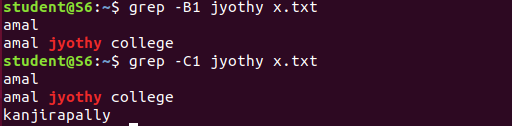 student@S6:~$ grep -B1 jyothy x.txt
amal
amal jyothy college
student@S6:~$ grep -C1 jyothy x.txt
amal
amal jyothy college
kanjirapally